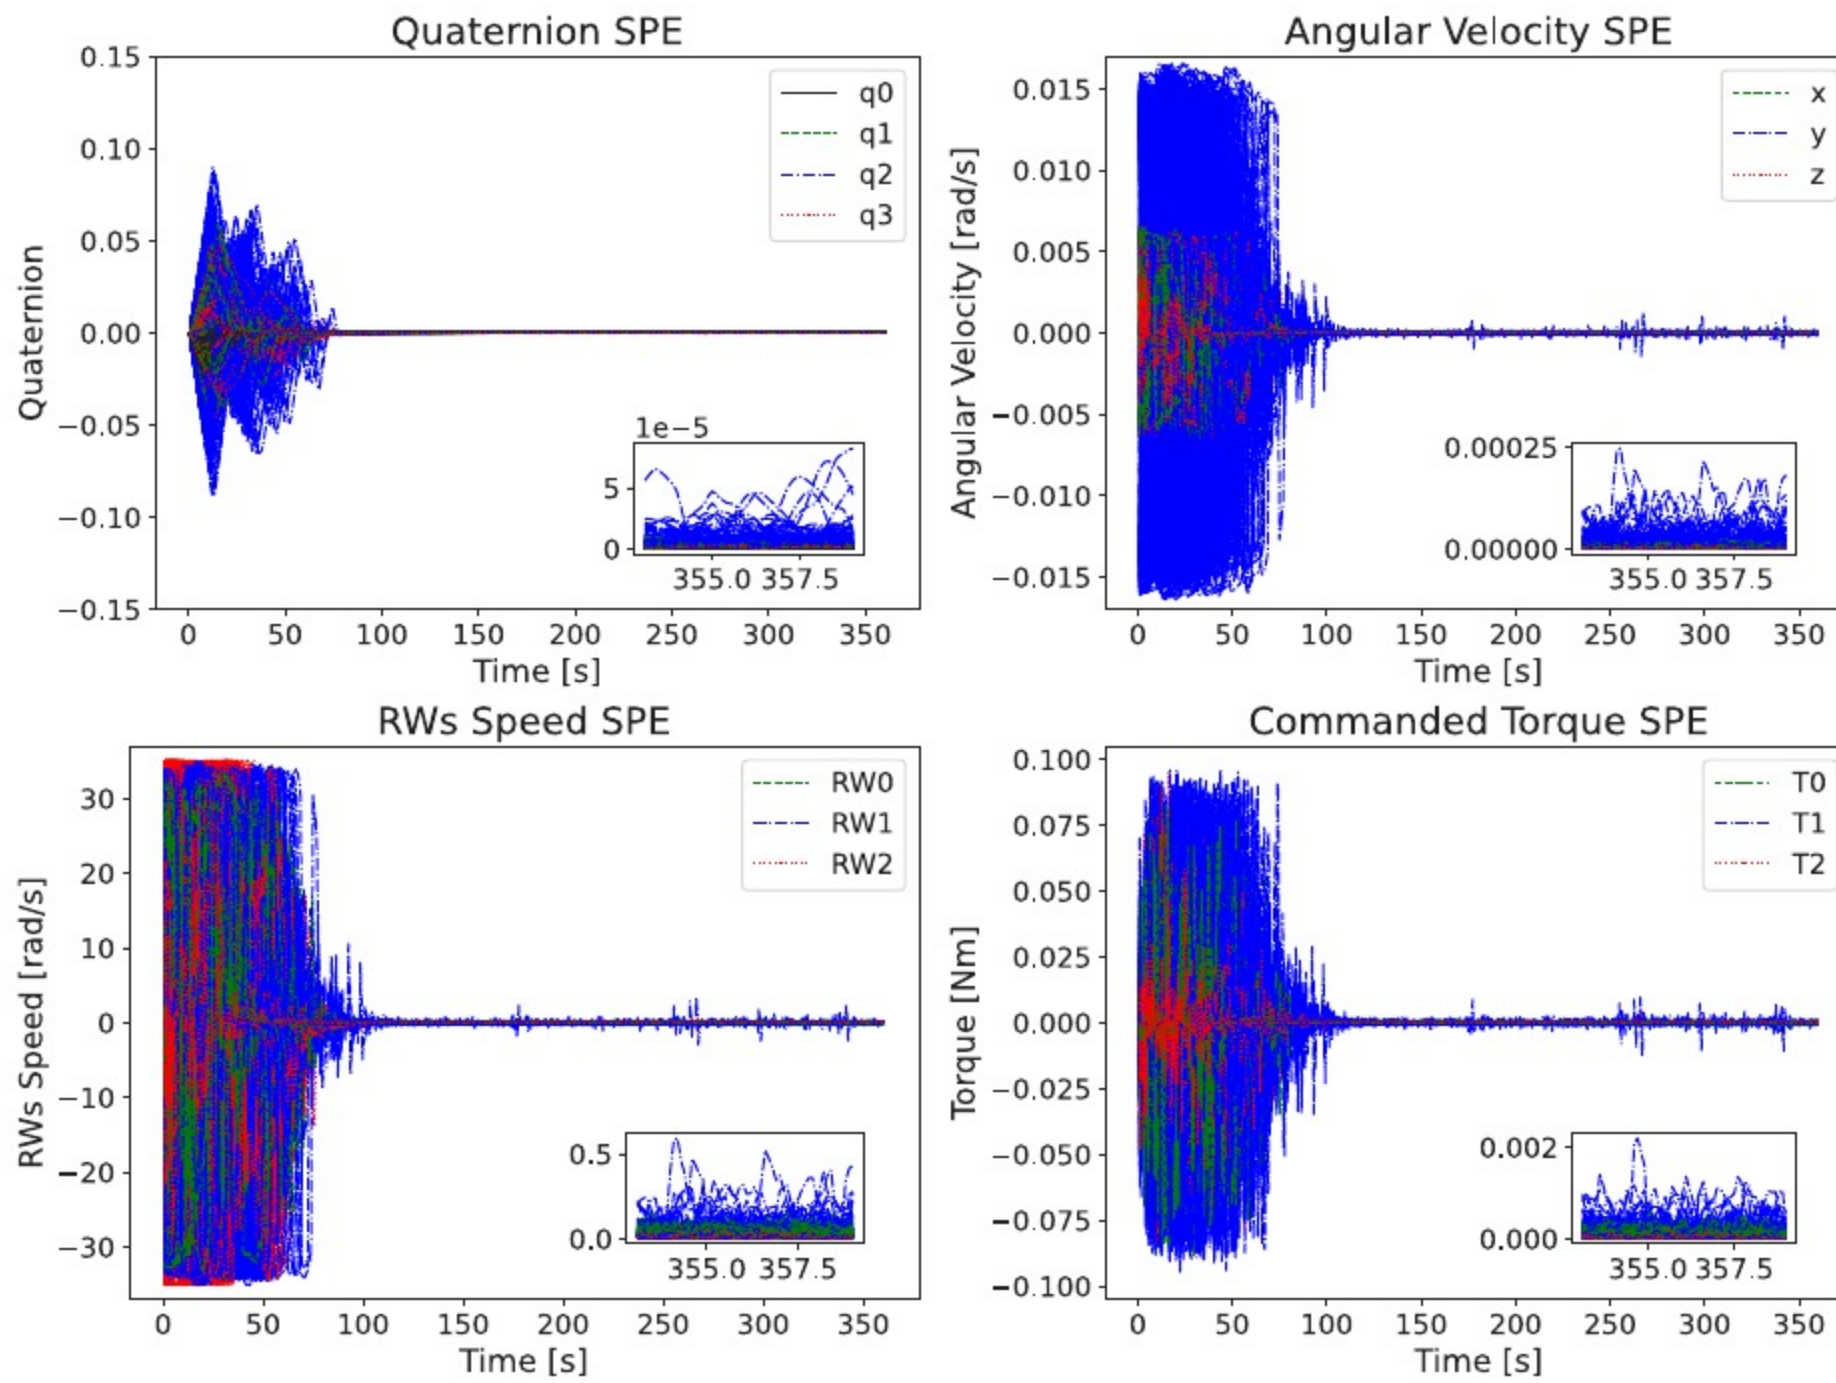 Quaternion SPE
0.15
0.10
0.05
0.00
−0.05
−0.10
−0.15
Quaternion
q0
q1
q2
q3
1e−5
5
0
355.0 357.5
0 50 100 150 200 250 300 350
Time [s]
Angular Velocity SPE
0.015
0.010
0.005
0.000
−0.005
−0.010
−0.015
Angular Velocity [rad/s]
x
y
z
0.00025
0.00000
355.0 357.5
0 50 100 150 200 250 300 350
Time [s]
RWs Speed SPE
30
20
10
0
−10
−20
−30
RWs Speed [rad/s]
RW0
RW1
RW2
0.5
0.0
355.0 357.5
0 50 100 150 200 250 300 350
Time [s]
Commanded Torque SPE
0.100
0.075
0.050
0.025
0.000
−0.025
−0.050
−0.075
−0.100
Torque [Nm]
T0
T1
T2
0.002
0.000
355.0 357.5
0 50 100 150 200 250 300 350
Time [s]